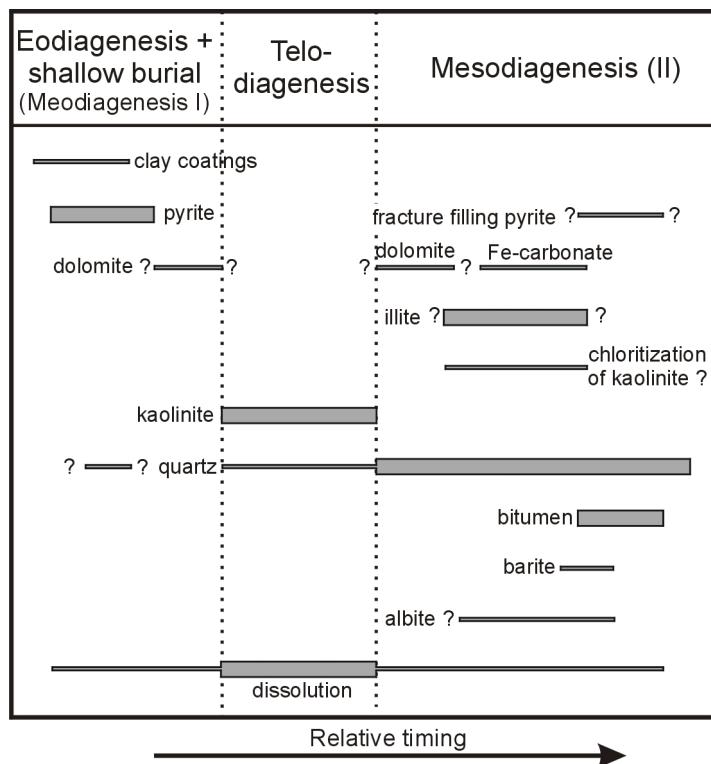 Eodiagenesis +
shallow burial
(Meodiagenesis I)
Telo-
diagenesis
Mesodiagenesis (II)
clay coatings
pyrite
fracture filling pyrite ? ?
dolomite ? ?
? dolomite ? Fe-carbonate
illite ? ?
chloritization
of kaolinite ?
kaolinite
? ? quartz
bitumen
barite
albite ?
dissolution
Relative timing